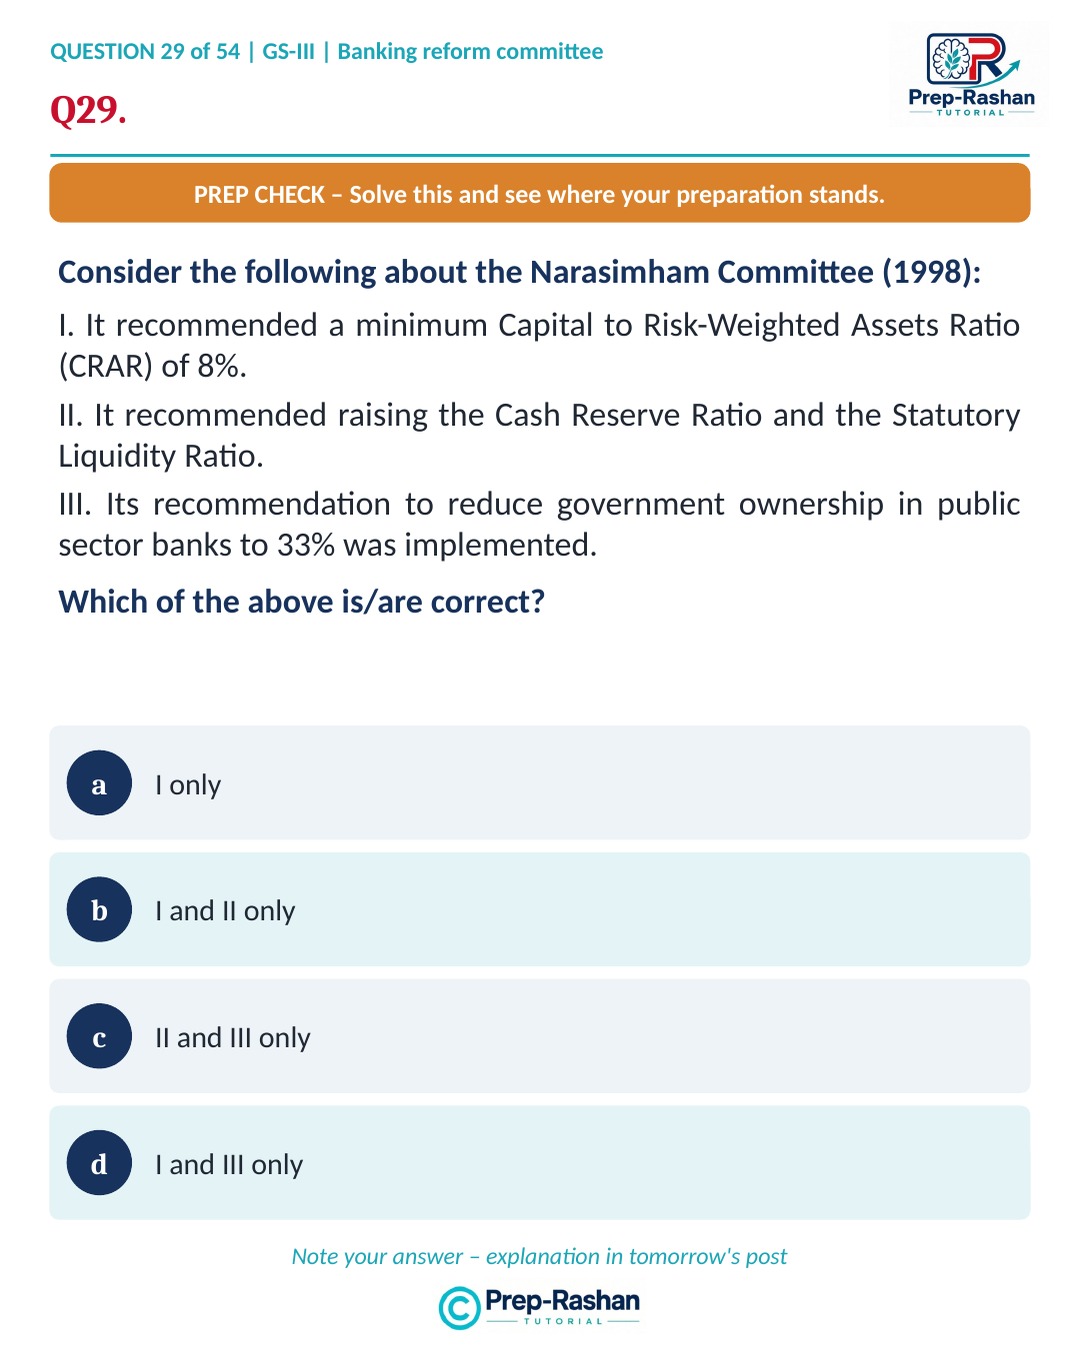 QUESTION 29 of 54 | GS-III | Banking reform committee
Q29.
Prep-Rashan
TUTORIAL
PREP CHECK – Solve this and see where your preparation stands.
Consider the following about the Narasimham Committee (1998):
I. It recommended a minimum Capital to Risk-Weighted Assets Ratio
(CRAR) of 8%.
II. It recommended raising the Cash Reserve Ratio and the Statutory
Liquidity Ratio.
III. Its recommendation to reduce government ownership in public
sector banks to 33% was implemented.
Which of the above is/are correct?
a I only
b I and II only
c II and III only
d I and III only
Note your answer – explanation in tomorrow's post
© Prep-Rashan
TUTORIAL